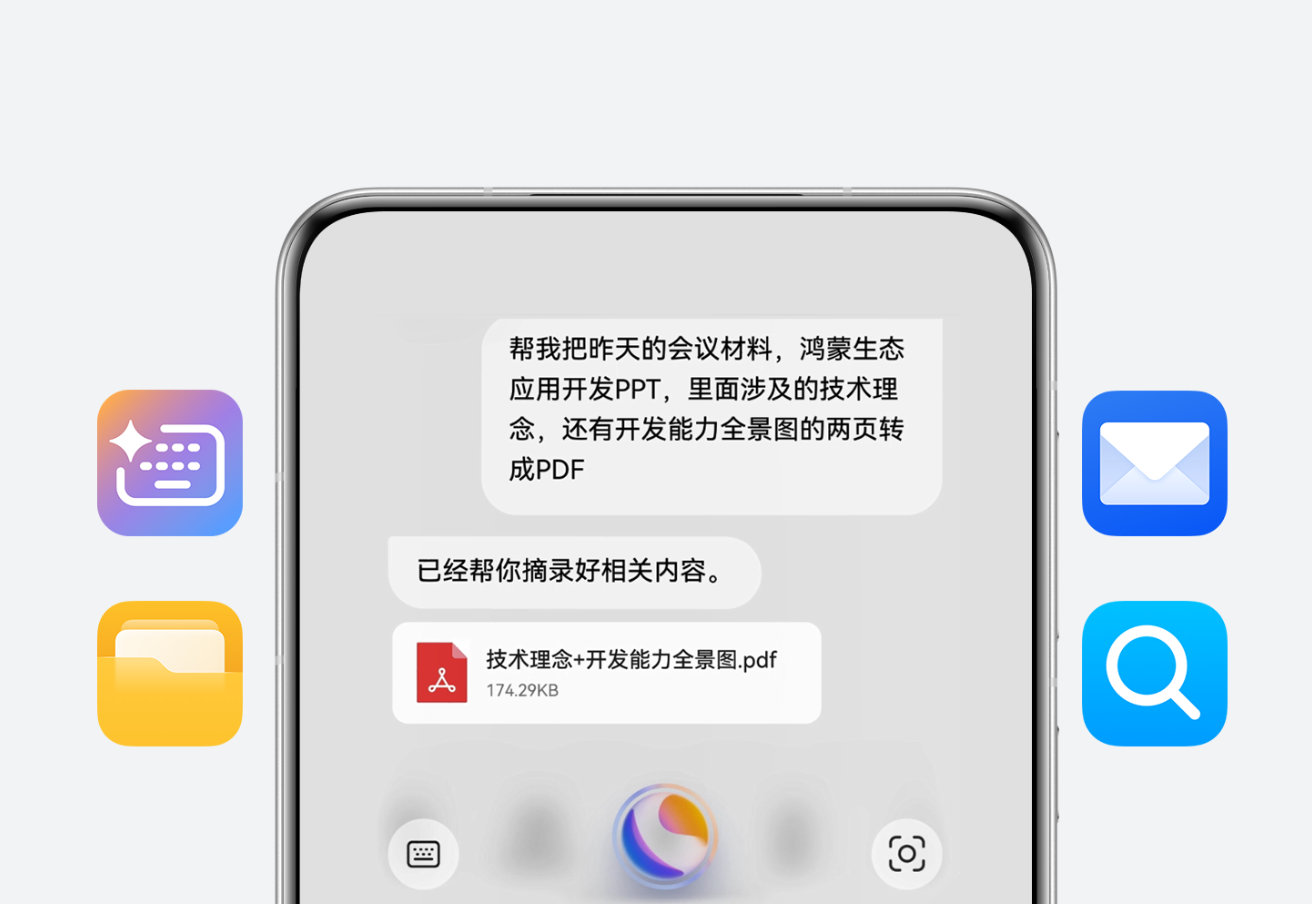 帮我把昨天的会议材料，鸿蒙生态
应用开发PPT，里面涉及的技术理
念，还有开发能力全景图的两页转
成PDF
已经帮你摘录好相关内容。
技术理念+开发能力全景图.pdf
174.29KB